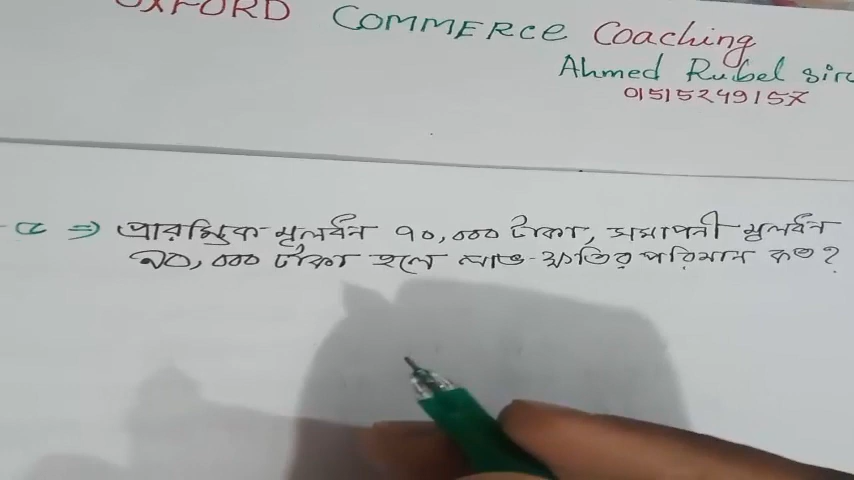 OXFORD COMMERCE Coaching
Ahmed Rubel sir
01515249157
৫ ⇒ প্রারম্ভিক মূলধন ৭০,০০০ টাকা, সমাপনী মূলধন
৯০,০০০ টাকা হলে লাভ-ক্ষতির পরিমান কত?